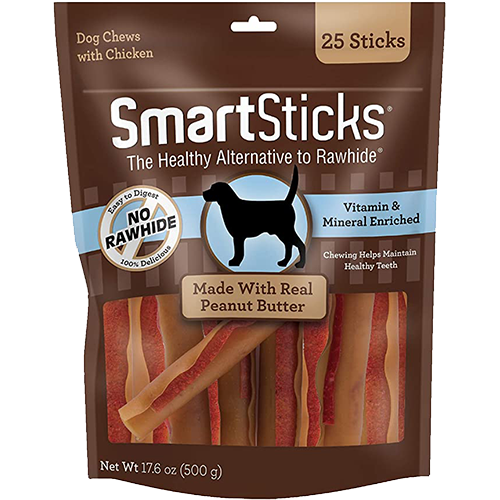 Dog Chews
with Chicken
25 Sticks
SmartSticks®
The Healthy Alternative to Rawhide®
Easy to Digest
NO
RAWHIDE
100% Delicious
Vitamin &
Mineral Enriched
Chewing Helps Maintain
Healthy Teeth
Made With Real
Peanut Butter
Net Wt 17.6 oz (500 g)